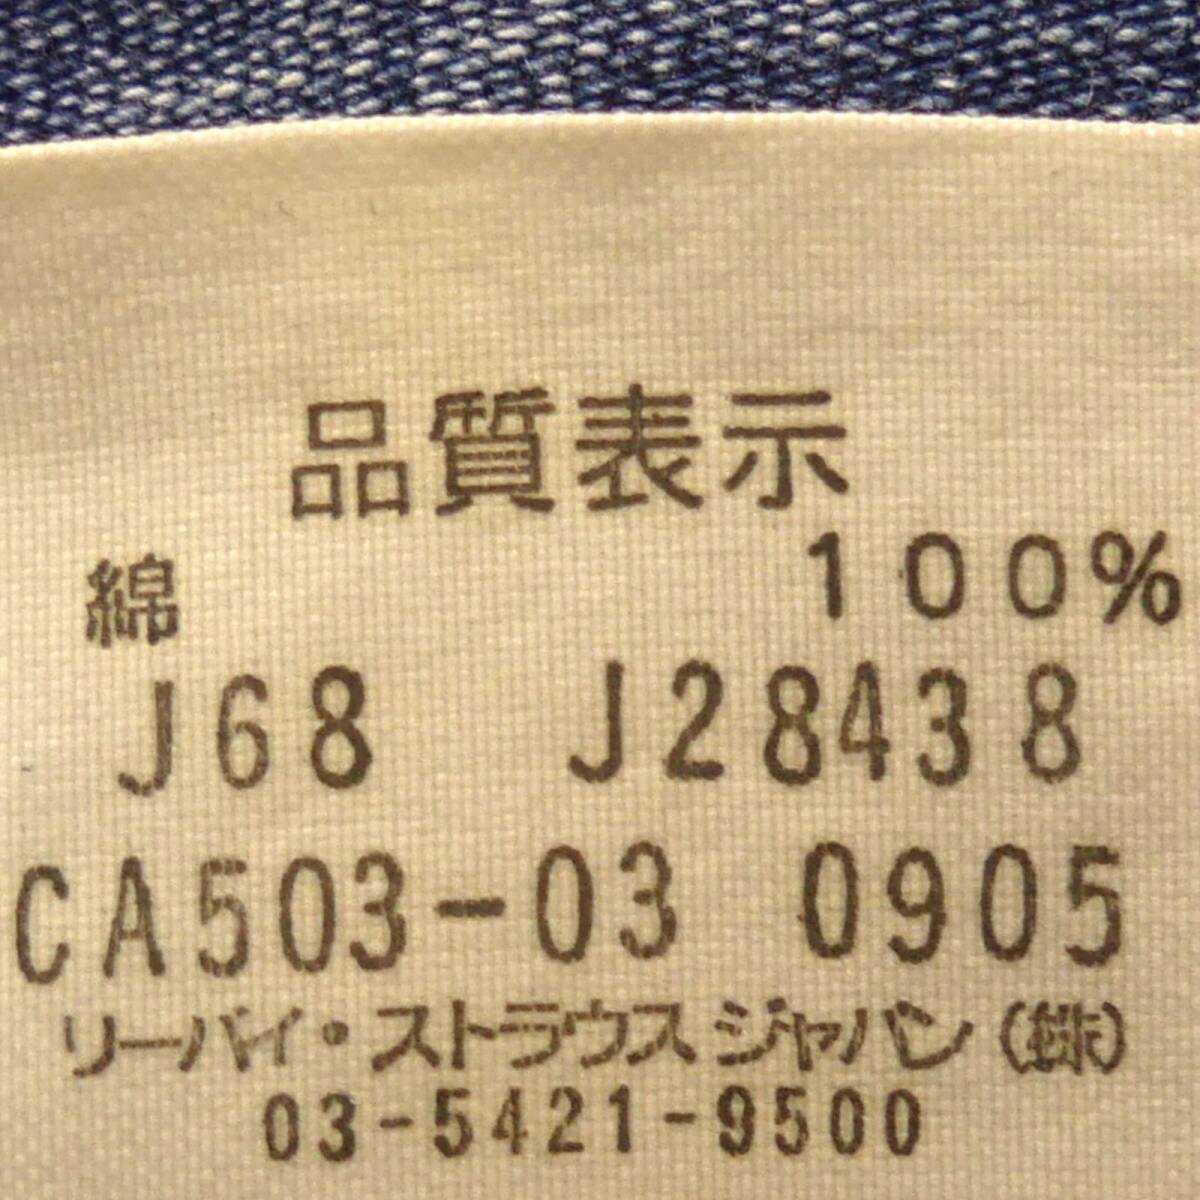 品質表示
綿 100%
J68 J28438
CA503-03 0905
リーバイ・ストラウス ジャパン(株)
03-5421-9500